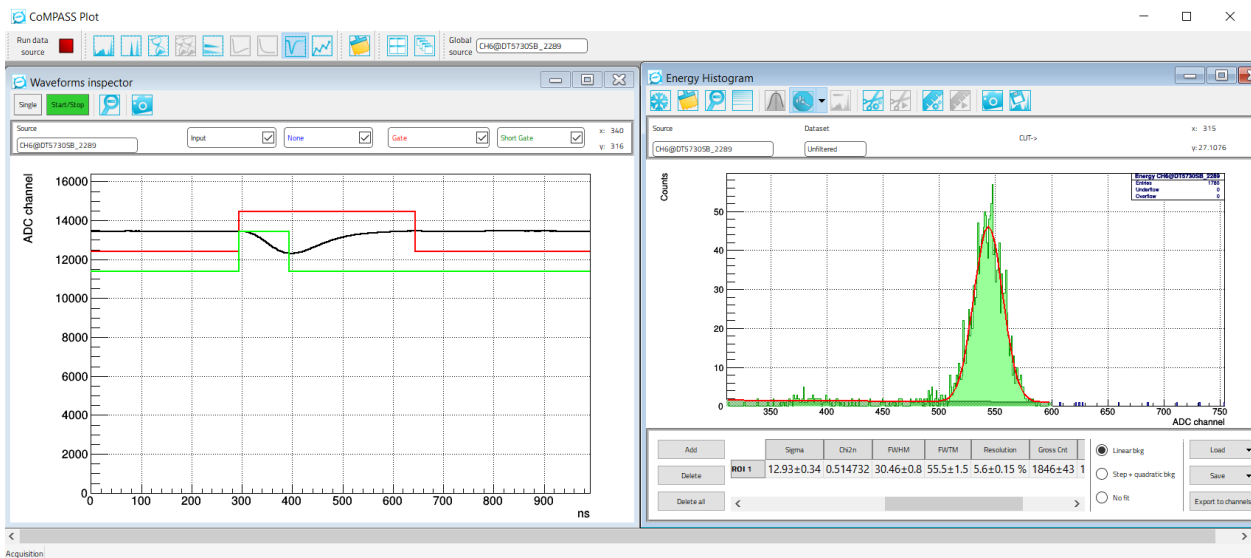 CoMPASS Plot
Run data source
Global source CH6@DT5730SB_2289
Waveforms inspector
Single Start/Stop
Source
CH6@DT5730SB_2289
Input None Gate Short Gate
x: 340
y: 316
ADC channel
16000
14000
12000
10000
8000
6000
4000
2000
0
0 100 200 300 400 500 600 700 800 900
ns
Energy Histogram
Source Dataset
CH6@DT5730SB_2289 Unfiltered
CUT->
x: 315
y:27.1076
Counts
Energy CH6@DT5730SB_2289
Entries 1780
Underflow 0
Overflow 0
50
40
30
20
10
0
350 400 450 500 550 600 650 700 750
ADC channel
Add
Delete
Delete all
Sigma Chi2n FWHM FWTM Resolution Gross Cnt
ROI 1 12.93±0.34 0.514732 30.46±0.8 55.5±1.5 5.6±0.15 % 1846±43 1
Linear bkg
Step + quadratic bkg
No fit
Load
Save
Export to channels
Acquisition